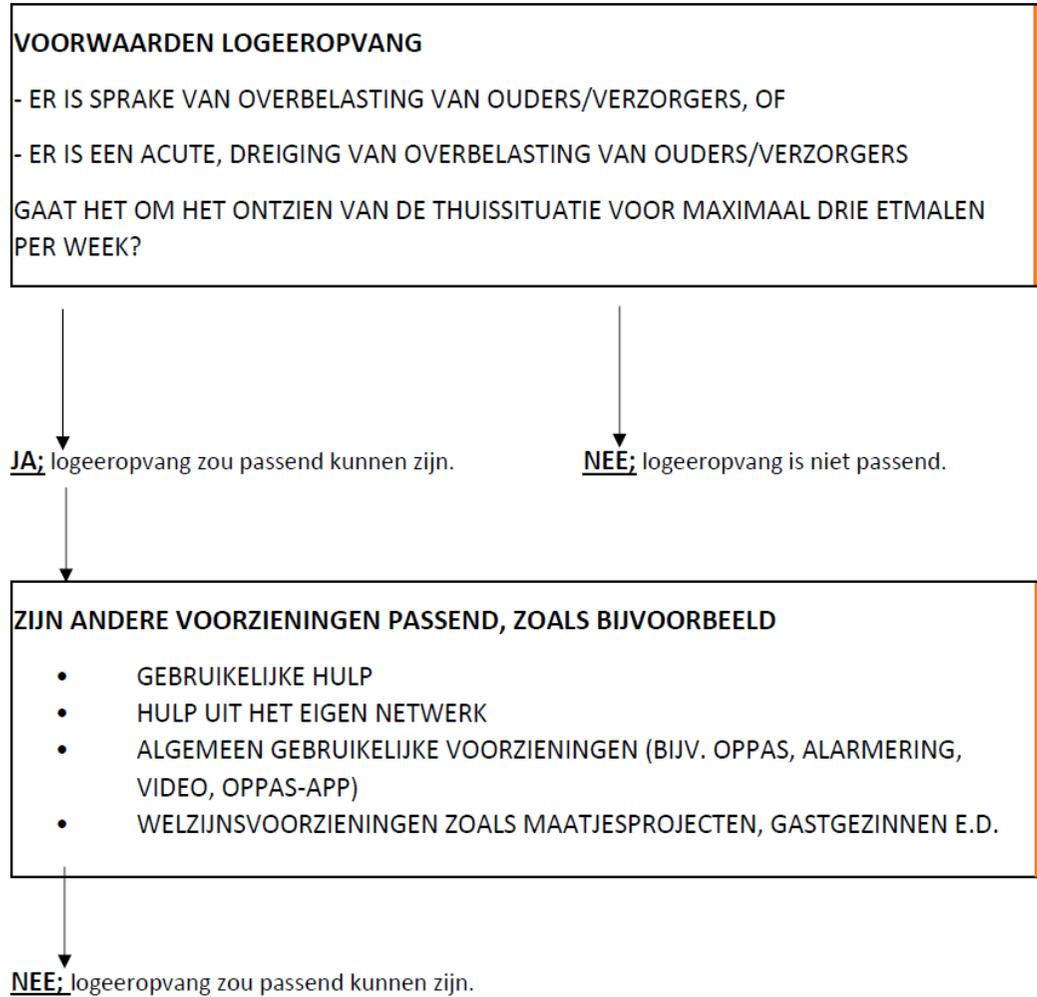 VOORWAARDEN LOGEEROPVANG
- ER IS SPRAKE VAN OVERBELASTING VAN OUDERS/VERZORGERS, OF
- ER IS EEN ACUTE, DREIGING VAN OVERBELASTING VAN OUDERS/VERZORGERS
GAAT HET OM HET ONTZIEN VAN DE THUISSITUATIE VOOR MAXIMAAL DRIE ETMALEN
PER WEEK?
JA; logeeropvang zou passend kunnen zijn.
NEE; logeeropvang is niet passend.
ZIJN ANDERE VOORZIENINGEN PASSEND, ZOALS BIJVOORBEELD
• GEBRUIKELIJKE HULP
• HULP UIT HET EIGEN NETWERK
• ALGEMEEN GEBRUIKELIJKE VOORZIENINGEN (BIJV. OPPAS, ALARMERING,
VIDEO, OPPAS-APP)
• WELZIJNSVOORZIENINGEN ZOALS MAATJESPROJECTEN, GASTGEZINNEN E.D.
NEE; logeeropvang zou passend kunnen zijn.